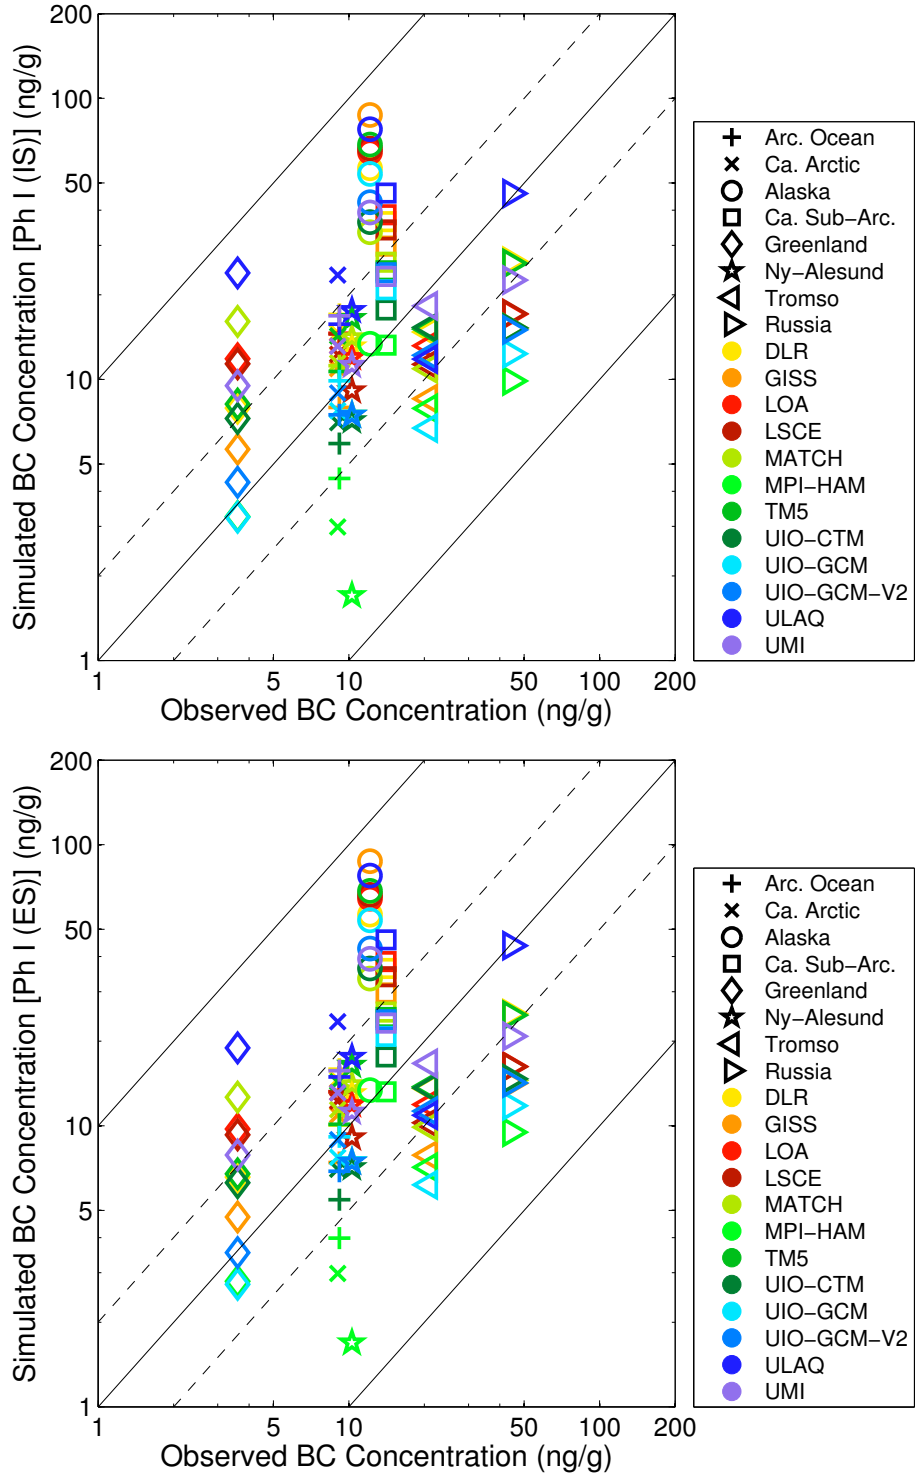 Simulated BC Concentration [Ph I (IS)] (ng/g)
200
100
50
10
5
1
1
5
10
50
100
200
Observed BC Concentration (ng/g)
Arc. Ocean
Ca. Arctic
Alaska
Ca. Sub−Arc.
Greenland
Ny−Alesund
Tromso
Russia
DLR
GISS
LOA
LSCE
MATCH
MPI−HAM
TM5
UIO−CTM
UIO−GCM
UIO−GCM−V2
ULAQ
UMI
Simulated BC Concentration [Ph I (ES)] (ng/g)
200
100
50
10
5
1
1
5
10
50
100
200
Observed BC Concentration (ng/g)
Arc. Ocean
Ca. Arctic
Alaska
Ca. Sub−Arc.
Greenland
Ny−Alesund
Tromso
Russia
DLR
GISS
LOA
LSCE
MATCH
MPI−HAM
TM5
UIO−CTM
UIO−GCM
UIO−GCM−V2
ULAQ
UMI